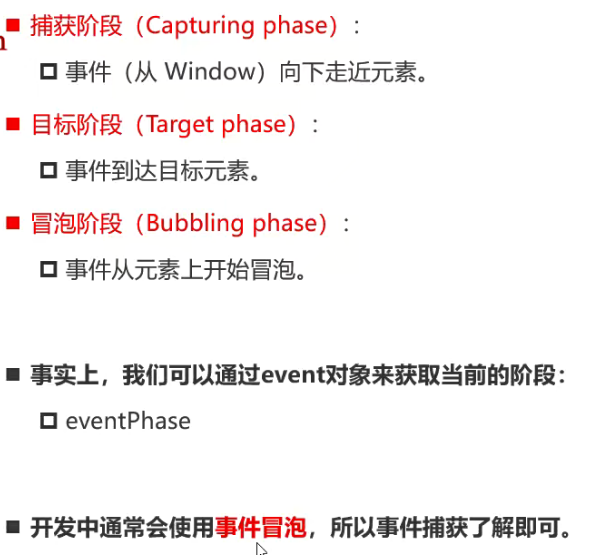 捕获阶段（Capturing phase）：
事件（从 Window）向下走近元素。
目标阶段（Target phase）：
事件到达目标元素。
冒泡阶段（Bubbling phase）：
事件从元素上开始冒泡。
事实上，我们可以通过event对象来获取当前的阶段：
eventPhase
开发中通常会使用事件冒泡，所以事件捕获了解即可。